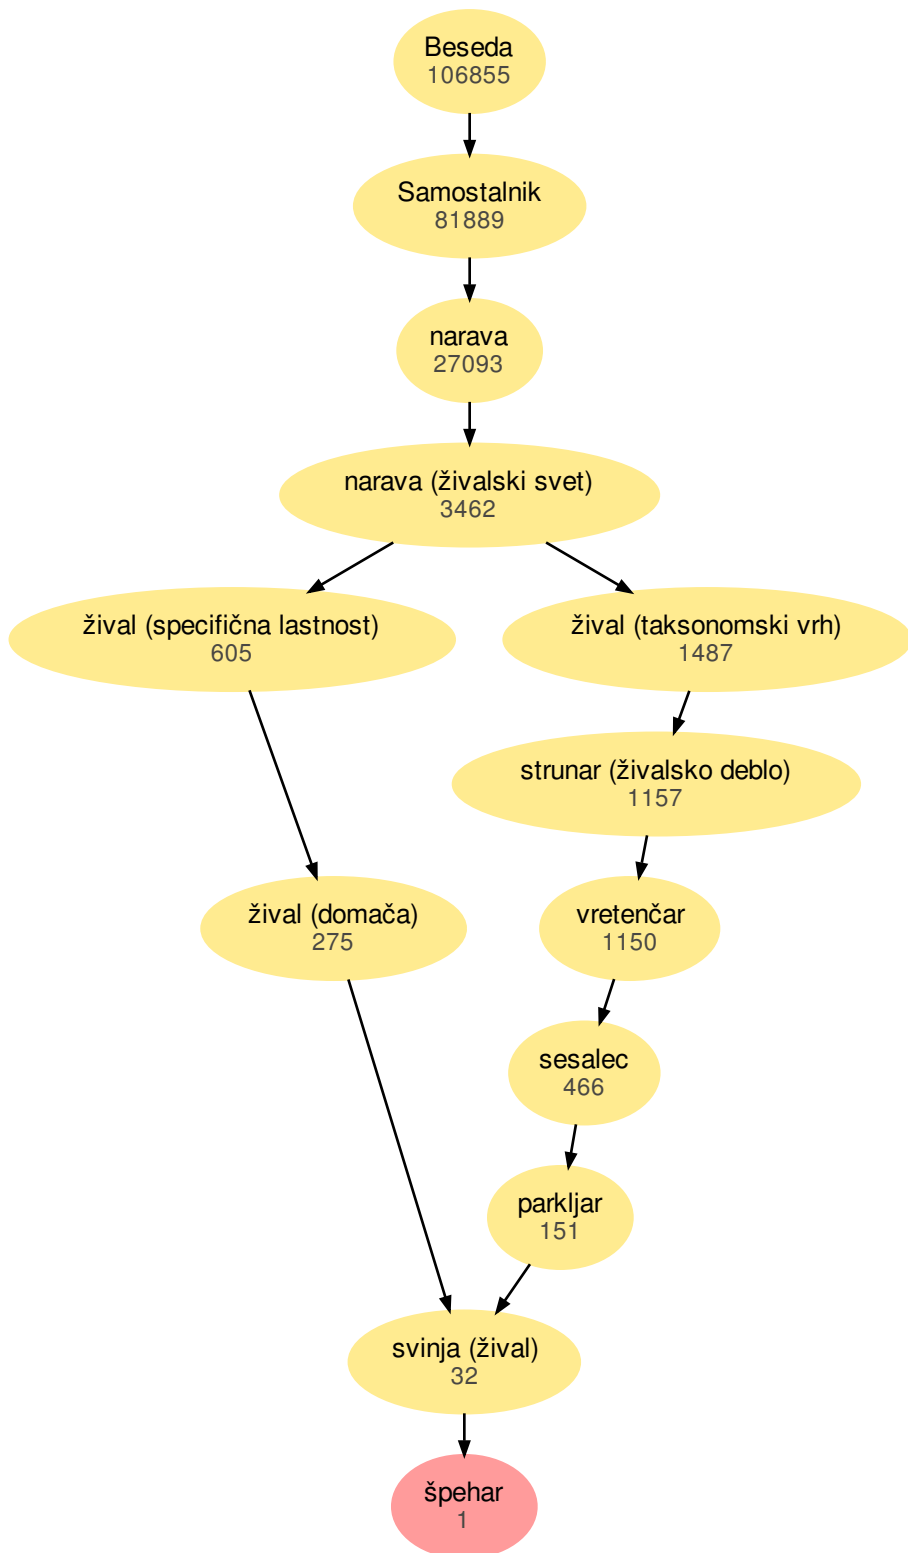 Beseda
106855
Samostalnik
81889
narava
27093
narava (živalski svet)
3462
žival (specifična lastnost)
605
žival (taksonomski vrh)
1487
strunar (živalsko deblo)
1157
žival (domača)
275
vretenčar
1150
sesalec
466
parkljar
151
svinja (žival)
32
špehar
1